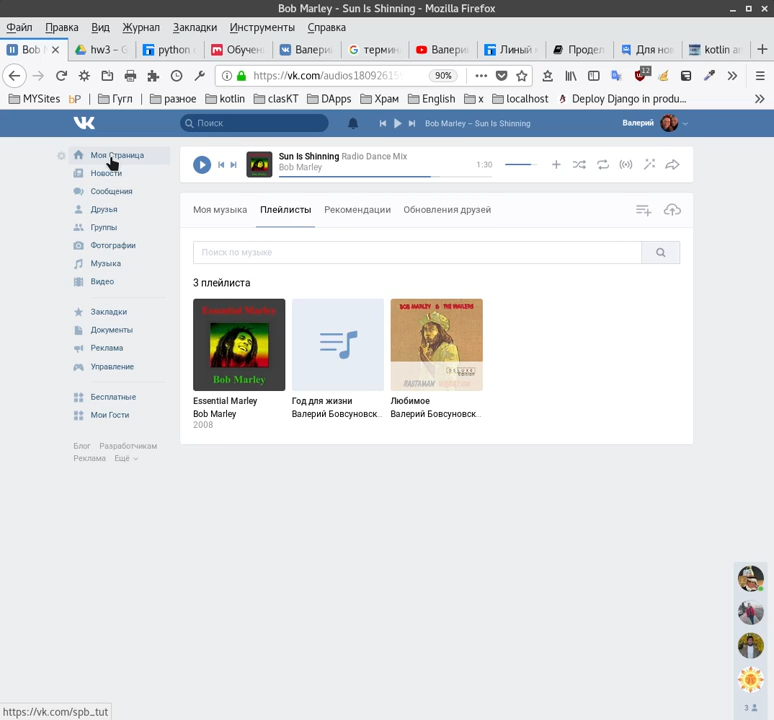 Bob Marley - Sun Is Shinning - Mozilla Firefox
Файл Правка Вид Журнал Закладки Инструменты Справка
Bob hw3 – G python Обучен Валери термин Валери Линый Продел Для нов kotlin an
https://vk.com/audios18092615 90% 12
MYSites bP Гугл разное kotlin clasKT DApps Храм English x localhost Deploy Django in produ...
Поиск Bob Marley – Sun Is Shinning Валерий
Моя Страница
Новости
Сообщения
Друзья
Группы
Фотографии
Музыка
Видео
Закладки
Документы
Реклама
Управление
Бесплатные
Мои Гости
Блог Разработчикам
Реклама Ещё
Sun Is Shinning Radio Dance Mix
Bob Marley
1:30
Моя музыка Плейлисты Рекомендации Обновления друзей
Поиск по музыке
3 плейлиста
Essential Marley
Bob Marley
BOB MARLEY & THE WAILERS
DELUXE
RASTAMAN VIBRATION
Essential Marley
Bob Marley
2008
Год для жизни
Валерий Бовсуновск...
Любимое
Валерий Бовсуновск...
3
https://vk.com/spb_tut